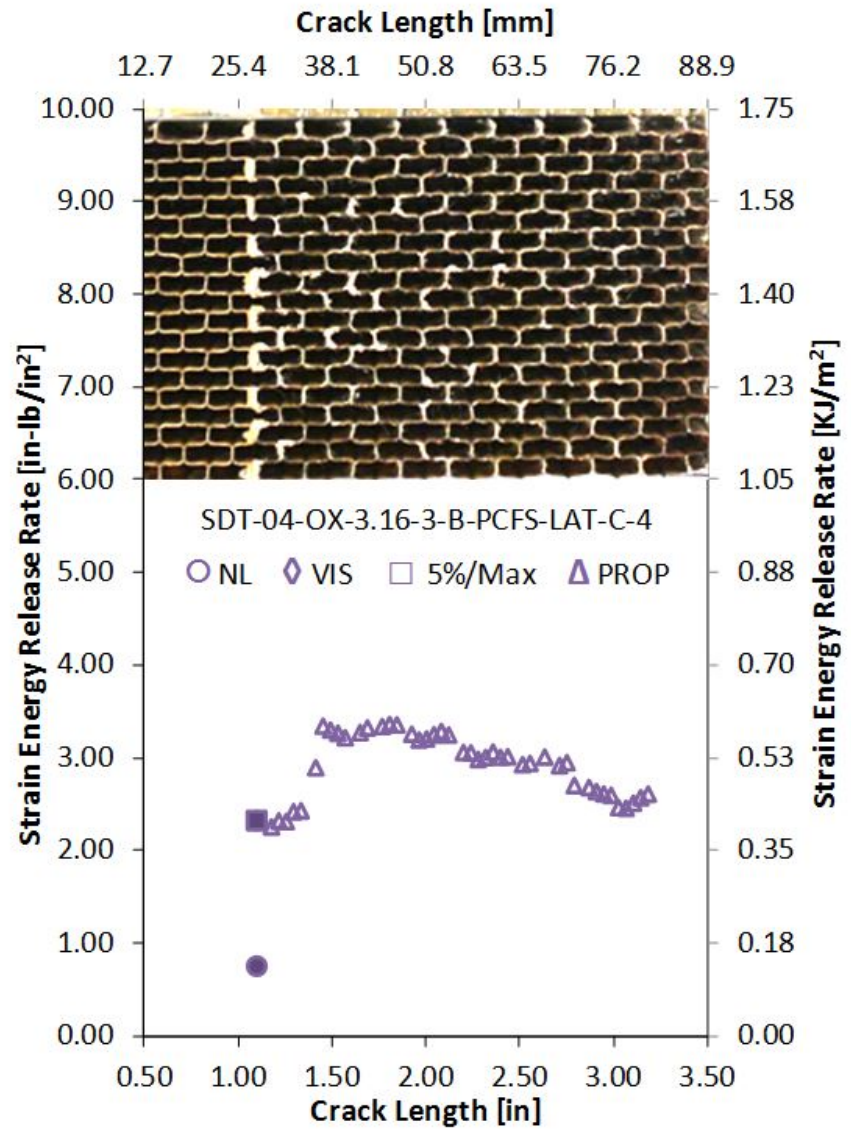 Crack Length [mm]
12.7 25.4 38.1 50.8 63.5 76.2 88.9
10.00 1.75
9.00 1.58
8.00 1.40
7.00 1.23
6.00 1.05
SDT-04-OX-3.16-3-B-PCFS-LAT-C-4
5.00 NL VIS 5%/Max PROP 0.88
4.00 0.70
3.00 0.53
2.00 0.35
1.00 0.18
0.00 0.00
0.50 1.00 1.50 2.00 2.50 3.00 3.50
Crack Length [in]
Strain Energy Release Rate [in-lb/in²]
Strain Energy Release Rate [KJ/m²]